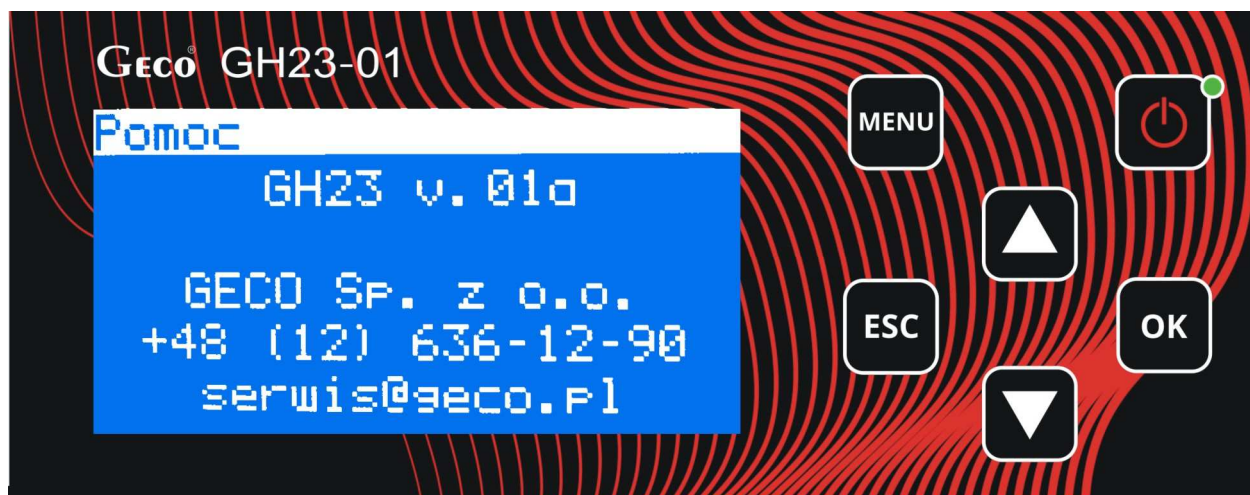 GECO® GH23-01
Pomoc
GH23 v. 01a
GECO Sp. z o.o.
+48 (12) 636-12-90
serwis@geco.pl
MENU
ESC
OK